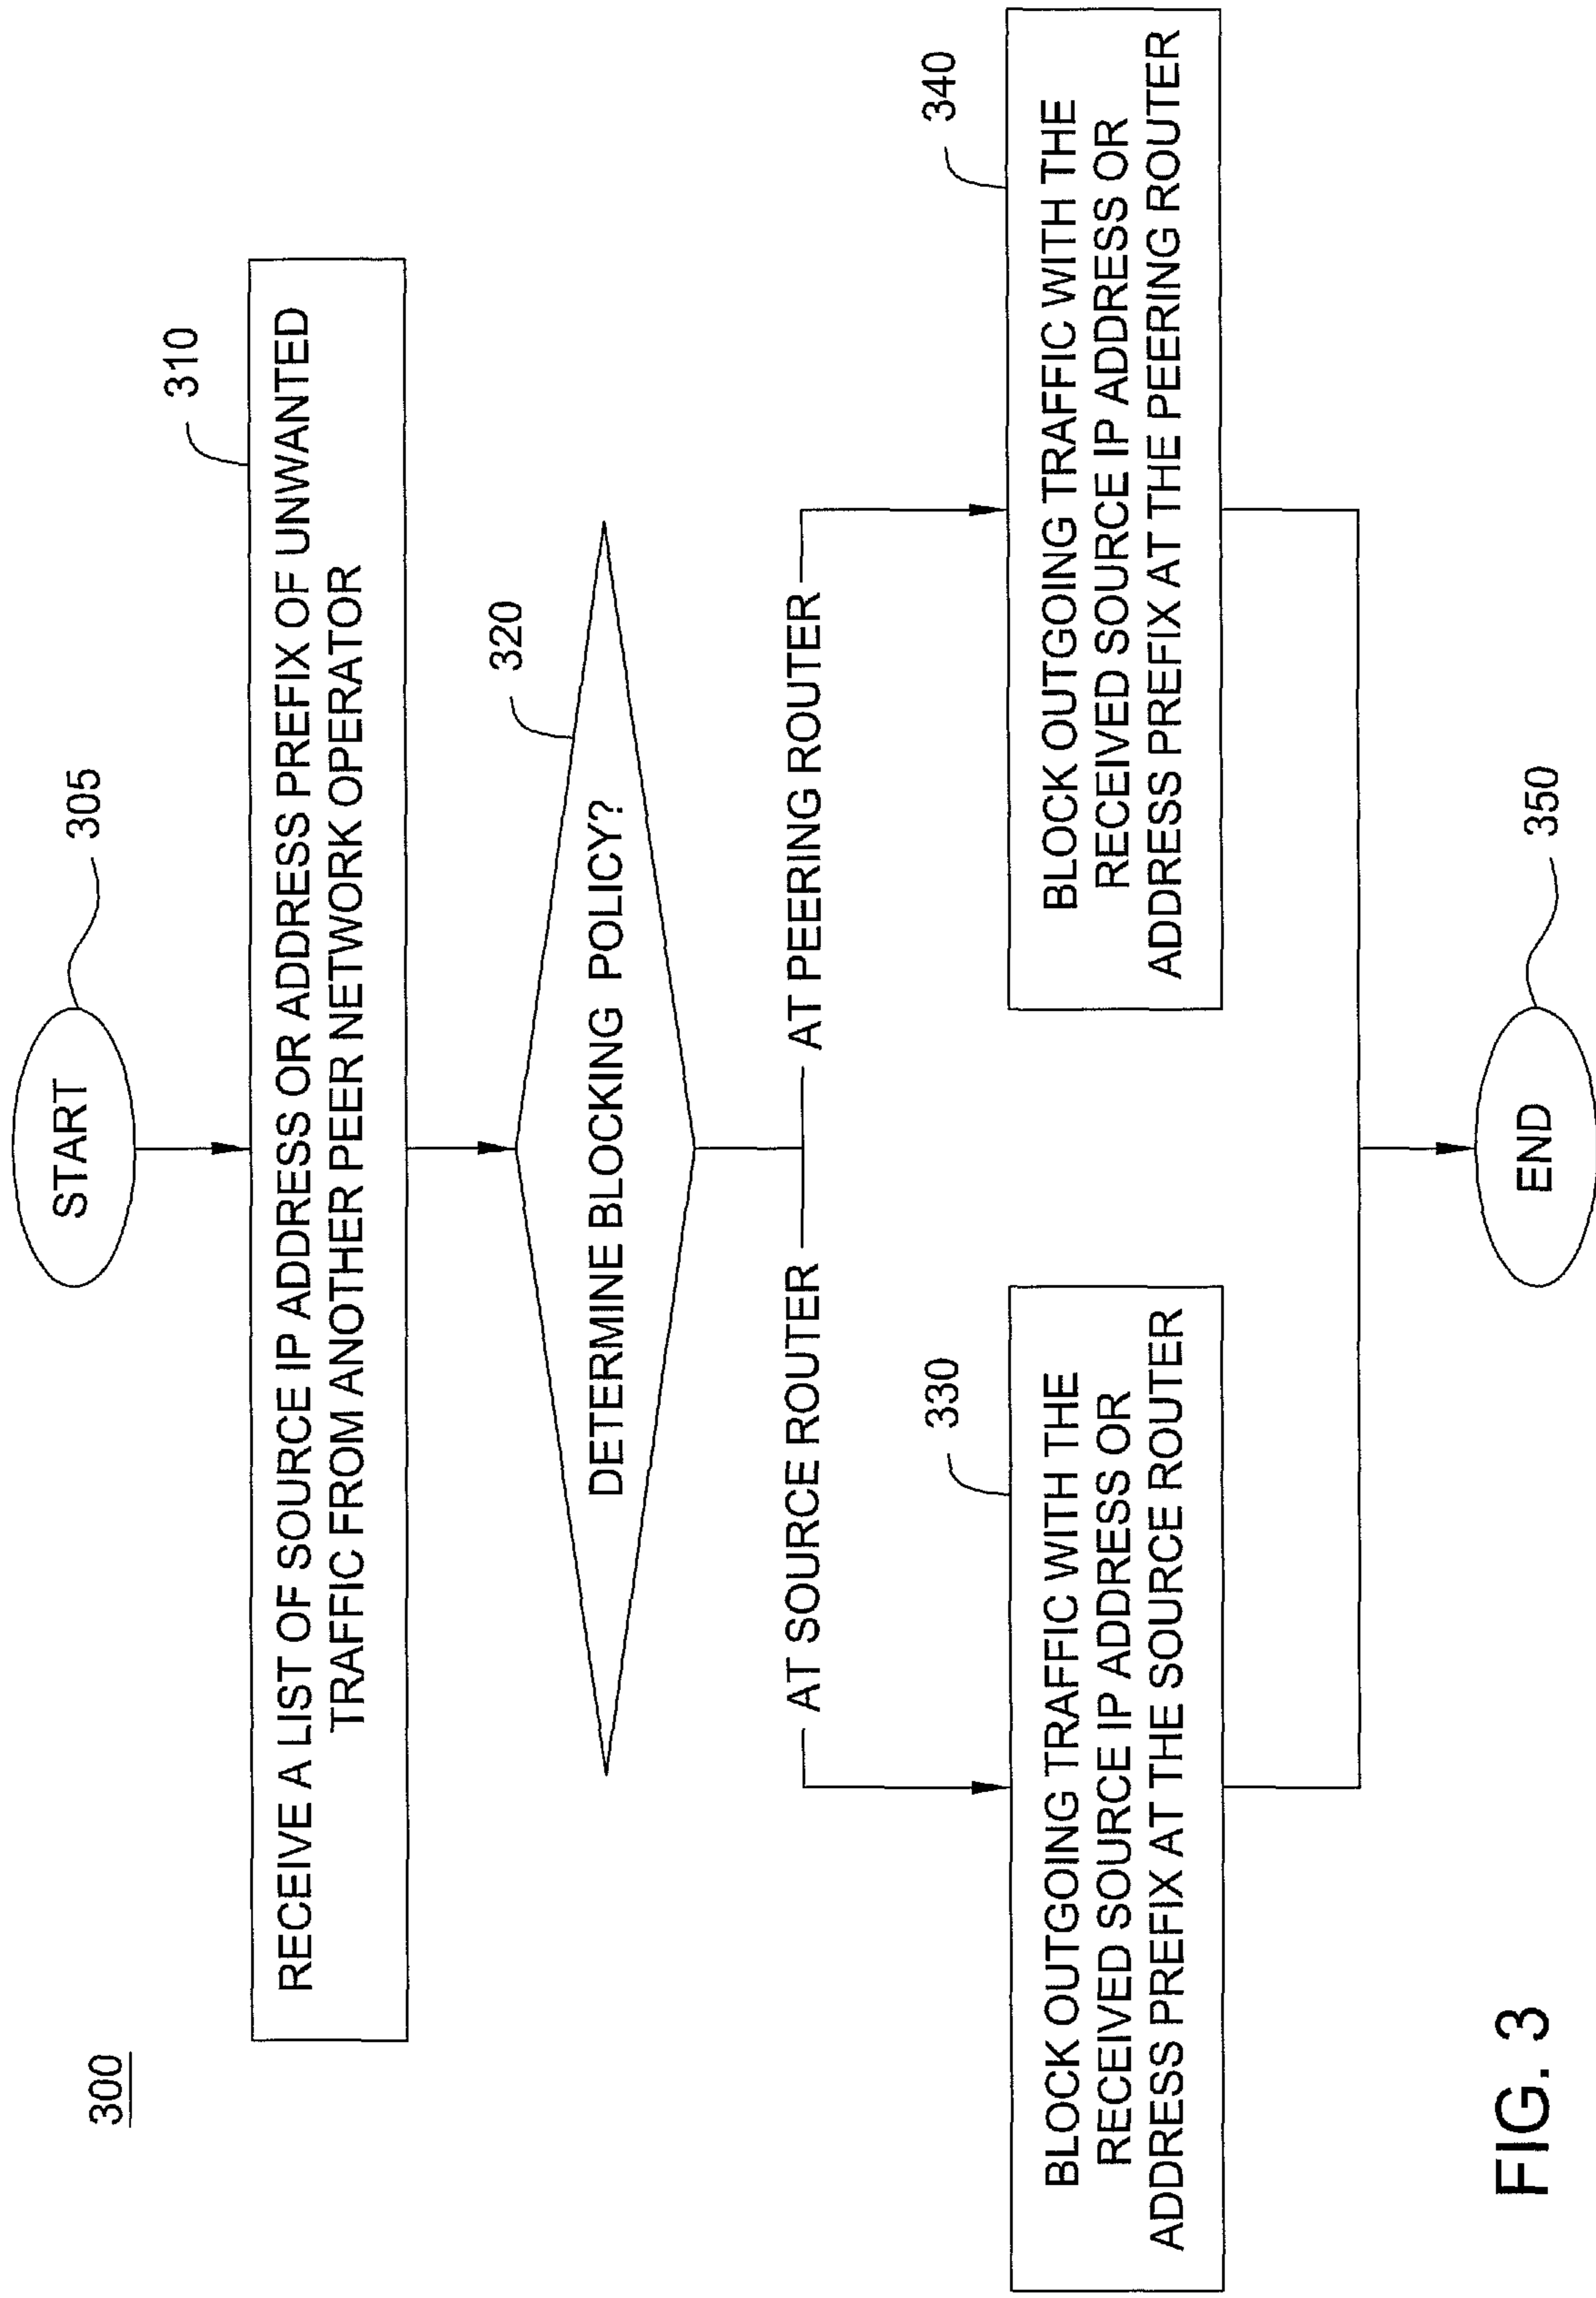 300
START
305
310
RECEIVE A LIST OF SOURCE IP ADDRESS OR ADDRESS PREFIX OF UNWANTED
TRAFFIC FROM ANOTHER PEER NETWORK OPERATOR
320
DETERMINE BLOCKING POLICY?
AT SOURCE ROUTER
AT PEERING ROUTER
330
BLOCK OUTGOING TRAFFIC WITH THE
RECEIVED SOURCE IP ADDRESS OR
ADDRESS PREFIX AT THE SOURCE ROUTER
340
BLOCK OUTGOING TRAFFIC WITH THE
RECEIVED SOURCE IP ADDRESS OR
ADDRESS PREFIX AT THE PEERING ROUTER
END
350
FIG. 3